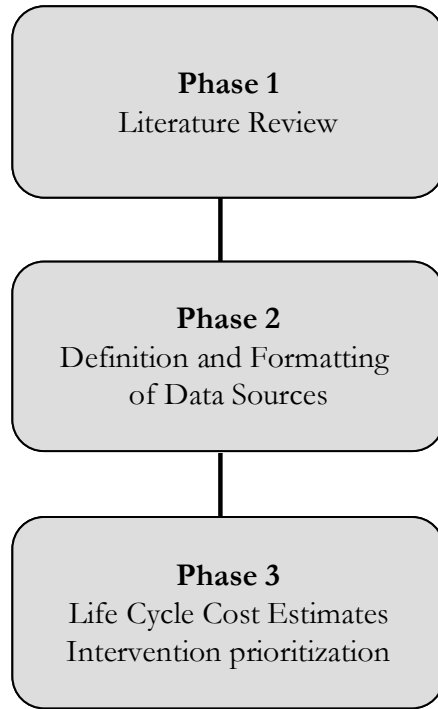 Phase 1
Literature Review
Phase 2
Definition and Formatting
of Data Sources
Phase 3
Life Cycle Cost Estimates
Intervention prioritization